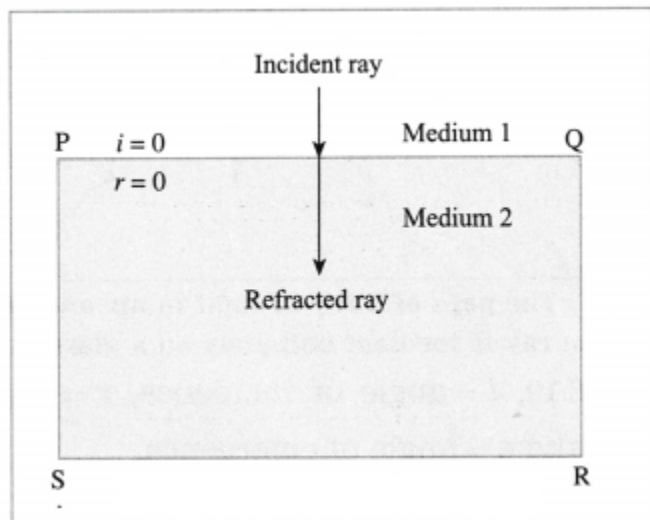 Incident ray
P i = 0 Medium 1 Q
r = 0
Medium 2
Refracted ray
S R